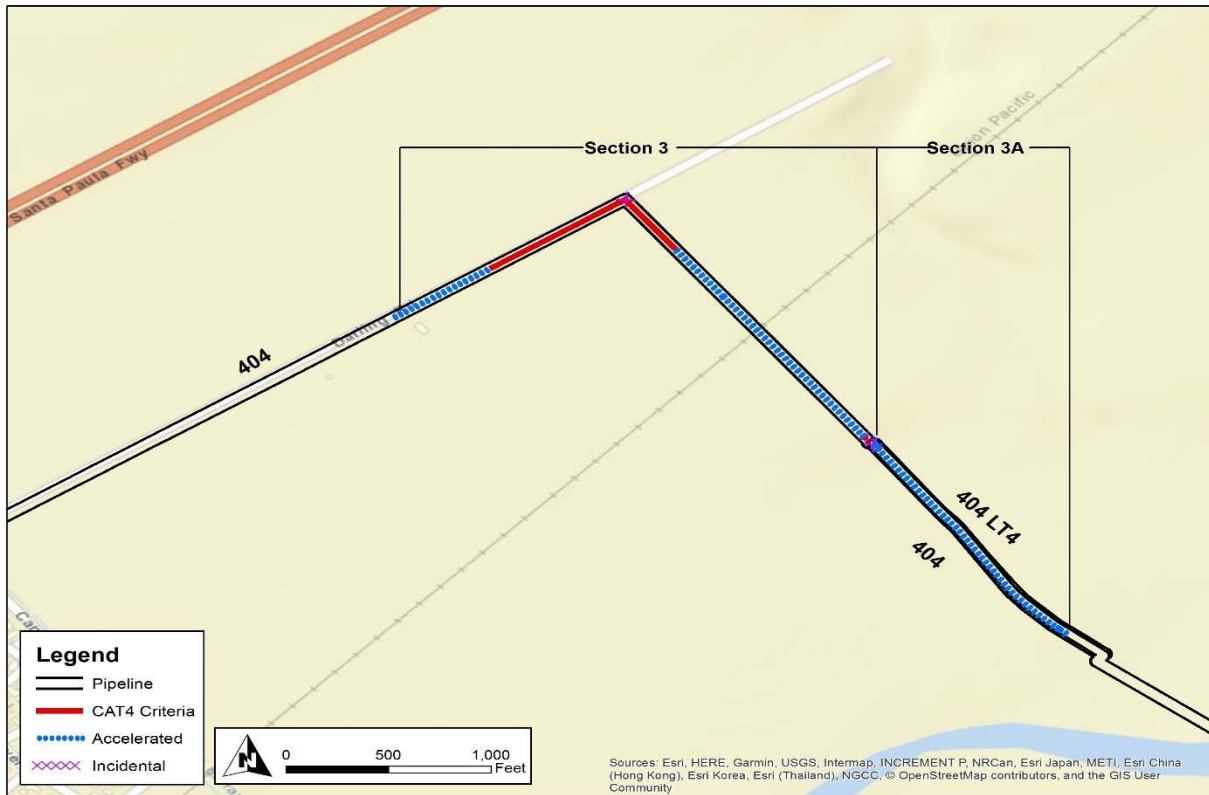 Santa Paula Fwy
Section 3
Section 3A
404
404 LT4
404
Legend
Pipeline
CAT4 Criteria
Accelerated
Incidental
N
0 500 1,000
Feet
Sources: Esri, HERE, Garmin, USGS, Intermap, INCREMENT P, NRCan, Esri Japan, METI, Esri China
(Hong Kong), Esri Korea, Esri (Thailand), NGCC, © OpenStreetMap contributors, and the GIS User
Community